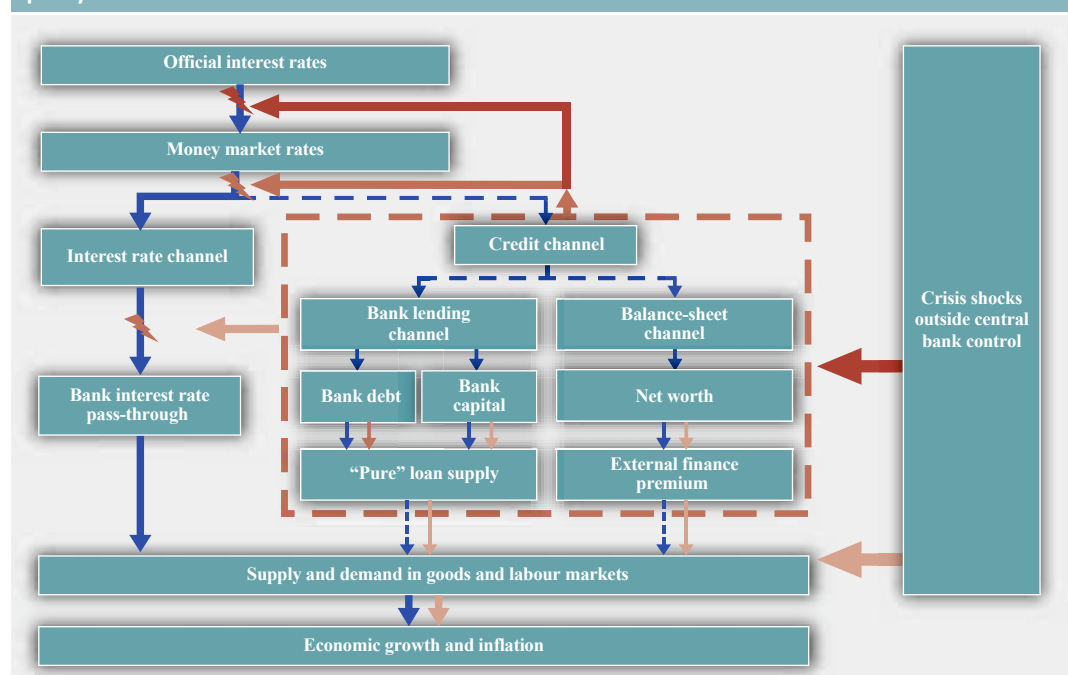 Official interest rates
Money market rates
Interest rate channel
Credit channel
Bank lending
channel
Balance-sheet
channel
Crisis shocks
outside central
bank control
Bank interest rate
pass-through
Bank debt
Bank
capital
Net worth
“Pure” loan supply
External finance
premium
Supply and demand in goods and labour markets
Economic growth and inflation